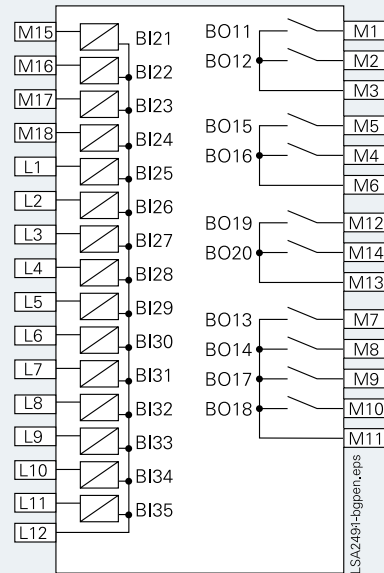 M15 BI21
M16 BI22
M17 BI23
M18 BI24
L1 BI25
L2 BI26
L3 BI27
L4 BI28
L5 BI29
L6 BI30
L7 BI31
L8 BI32
L9 BI33
L10 BI34
L11 BI35
L12
BO11 M1
BO12 M2
M3
BO15 M5
BO16 M4
M6
BO19 M12
BO20 M14
M13
BO13 M7
BO14 M8
BO17 M9
BO18 M10
M11
LSA2491-bgpen.eps